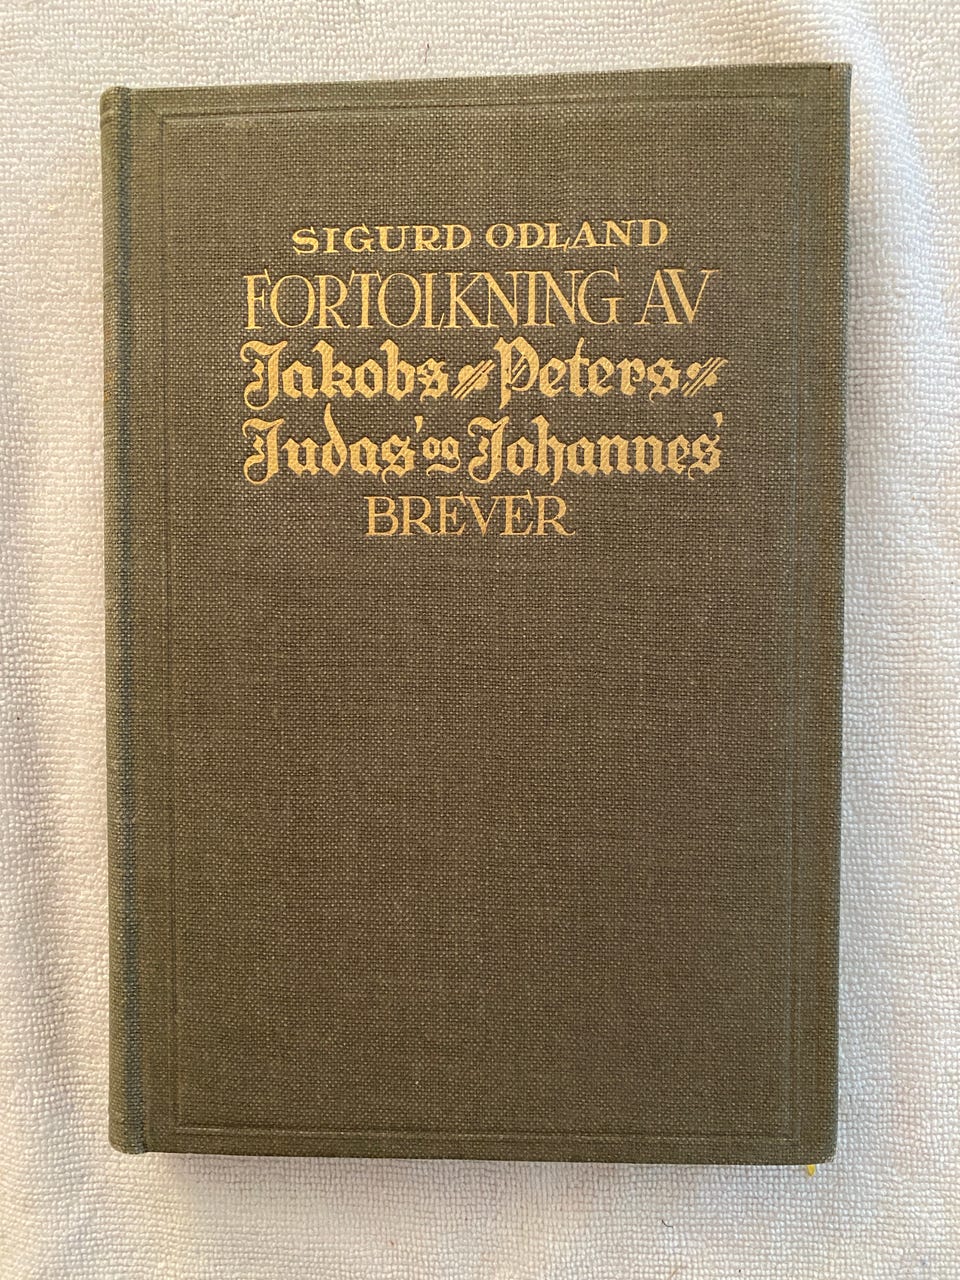 SIGURD ODLAND
FORTOLKNING AV
Jakobs Peters
Judas' og Johannes'
BREVER